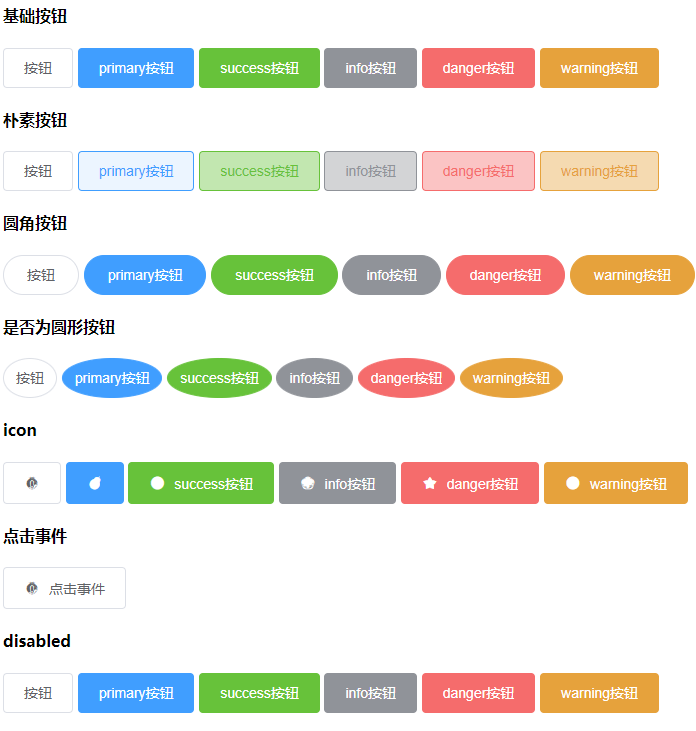 基础按钮
按钮 primary按钮 success按钮 info按钮 danger按钮 warning按钮
朴素按钮
按钮 primary按钮 success按钮 info按钮 danger按钮 warning按钮
圆角按钮
按钮 primary按钮 success按钮 info按钮 danger按钮 warning按钮
是否为圆形按钮
按钮 primary按钮 success按钮 info按钮 danger按钮 warning按钮
icon
success按钮 info按钮 danger按钮 warning按钮
点击事件
点击事件
disabled
按钮 primary按钮 success按钮 info按钮 danger按钮 warning按钮